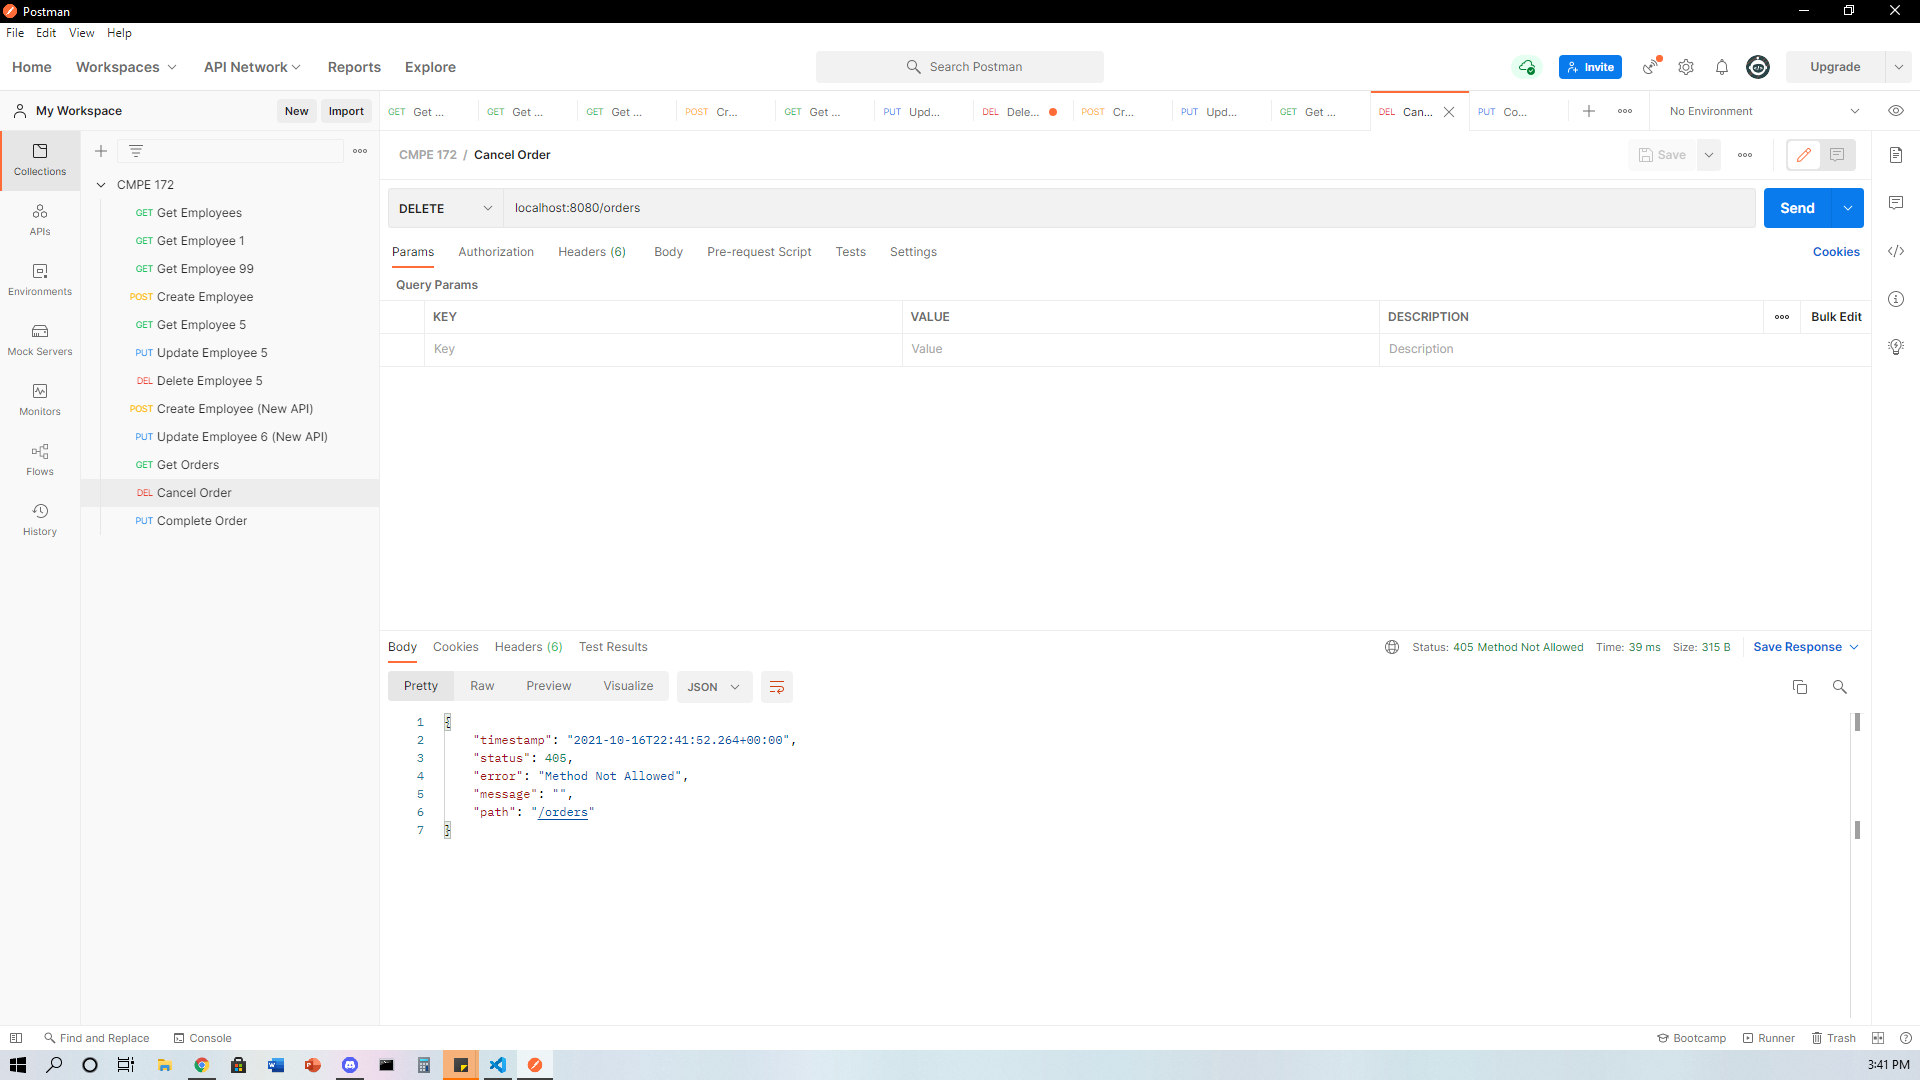 Postman
File Edit View Help
Home Workspaces API Network Reports Explore
Search Postman
Invite
Upgrade
My Workspace
New Import
GET Get ... GET Get ... GET Get ... POST Cr... GET Get ... PUT Upd... DEL Dele... POST Cr... PUT Upd... GET Get ... DEL Can... PUT Co...
No Environment
Collections
APIs
Environments
Mock Servers
Monitors
Flows
History
CMPE 172
GET Get Employees
GET Get Employee 1
GET Get Employee 99
POST Create Employee
GET Get Employee 5
PUT Update Employee 5
DEL Delete Employee 5
POST Create Employee (New API)
PUT Update Employee 6 (New API)
GET Get Orders
DEL Cancel Order
PUT Complete Order
CMPE 172 / Cancel Order
Save
DELETE localhost:8080/orders
Send
Params Authorization Headers (6) Body Pre-request Script Tests Settings
Cookies
Query Params
KEY VALUE DESCRIPTION
Bulk Edit
Key Value Description
Body Cookies Headers (6) Test Results
Status: 405 Method Not Allowed Time: 39 ms Size: 315 B
Save Response
Pretty Raw Preview Visualize JSON
1 {
2 "timestamp": "2021-10-16T22:41:52.264+00:00",
3 "status": 405,
4 "error": "Method Not Allowed",
5 "message": "",
6 "path": "/orders"
7 }
Find and Replace Console
Bootcamp Runner Trash
3:41 PM